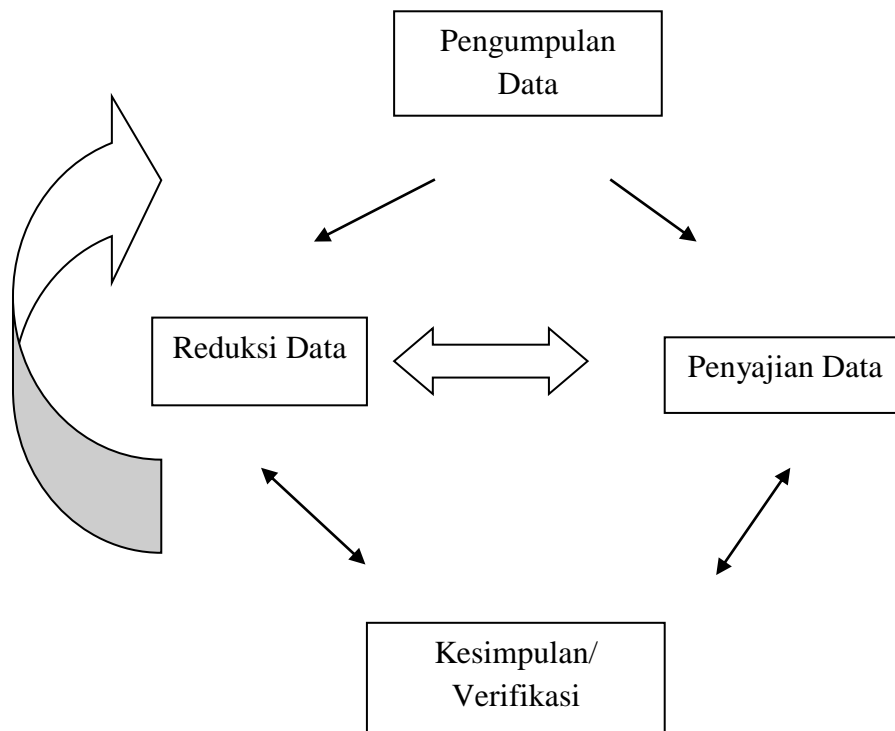 Pengumpulan
Data
Reduksi Data
Penyajian Data
Kesimpulan/
Verifikasi